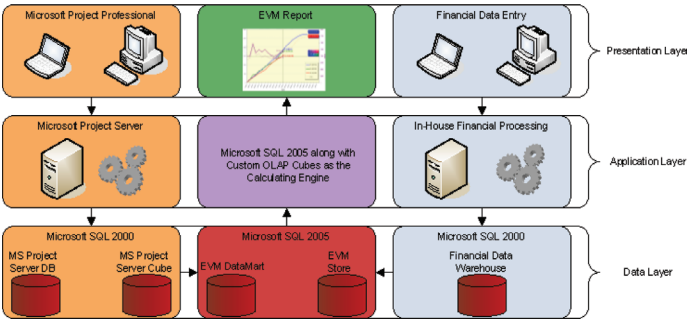 Microsoft Project Professional
EVM Report
Financial Data Entry
Presentation Layer
Microsoft Project Server
Microsoft SQL 2005 along with
Custom OLAP Cubes as the
Calculating Engine
In-House Financial Processing
Application Layer
Microsoft SQL 2000
Microsoft SQL 2005
Microsoft SQL 2000
MS Project
Server DB
MS Project
Server Cube
EVM DataMart
EVM
Store
Financial Data
Warehouse
Data Layer